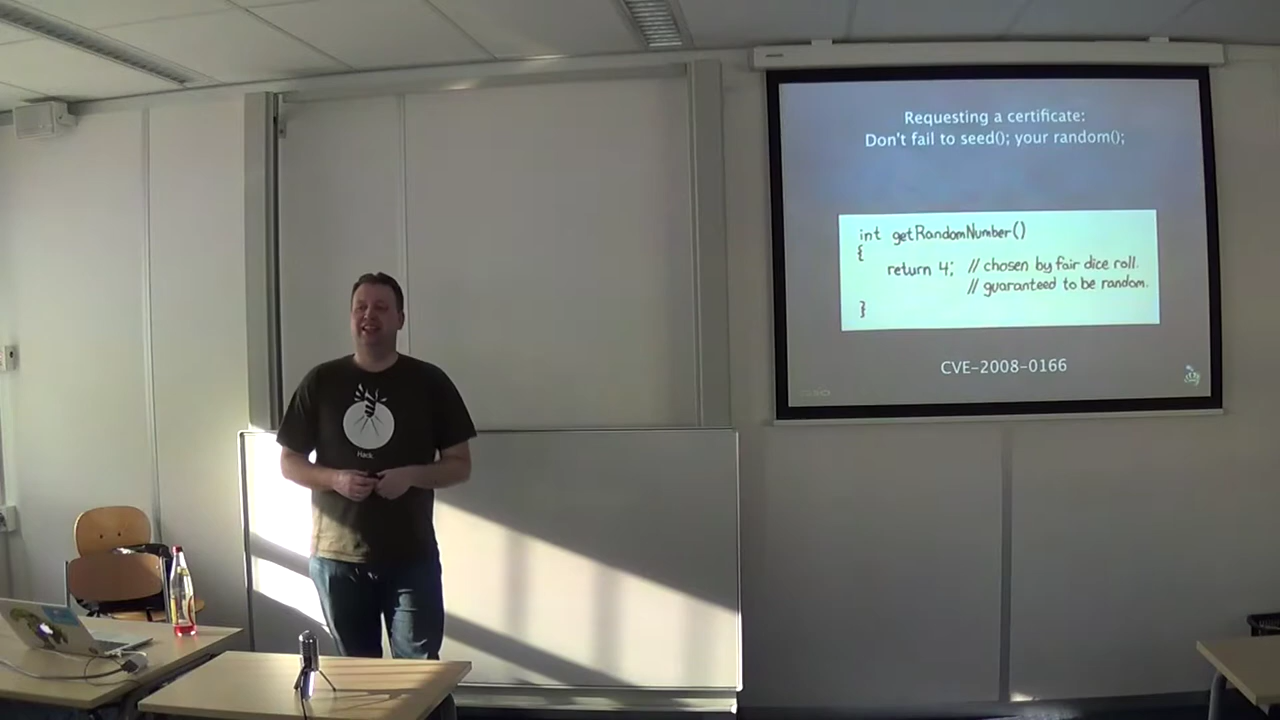 Requesting a certificate:
Don't fail to seed(); your random();
int getRandomNumber()
{
return 4; // chosen by fair dice roll.
// guaranteed to be random.
}
CVE-2008-0166
Hack.